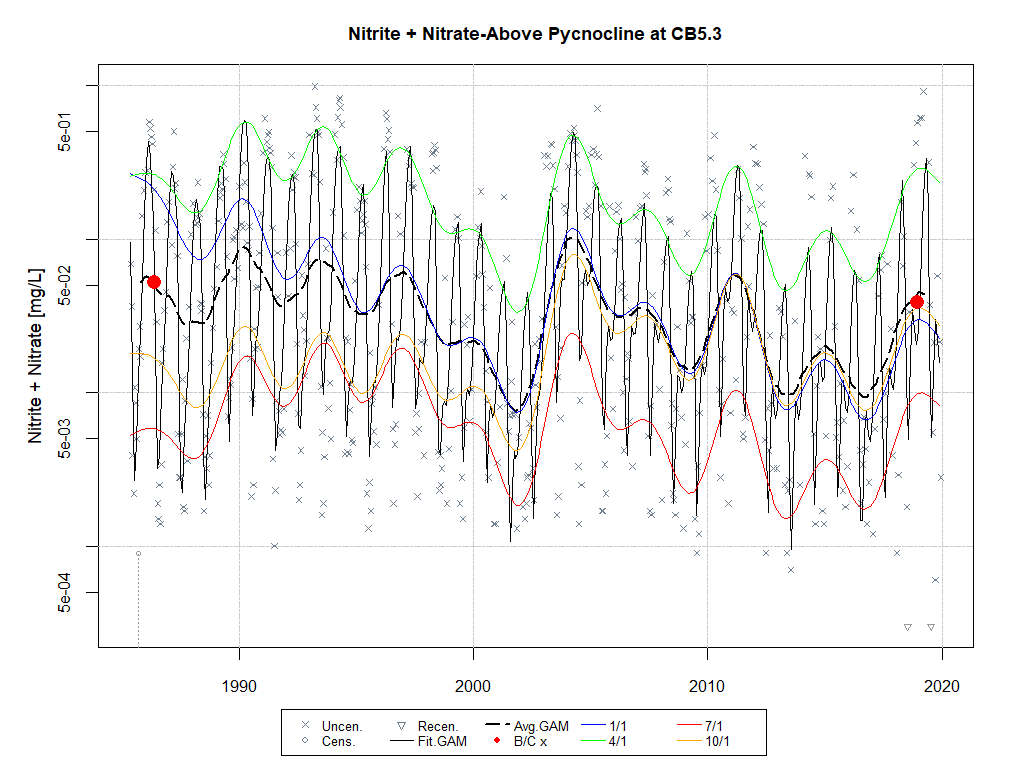 Nitrite + Nitrate-Above Pycnocline at CB5.3
Nitrite + Nitrate [mg/L]
5e-01
5e-02
5e-03
5e-04
1990 2000 2010 2020
Uncen. Recen. Avg.GAM 1/1 7/1
Cens. Fit.GAM B/C x 4/1 10/1